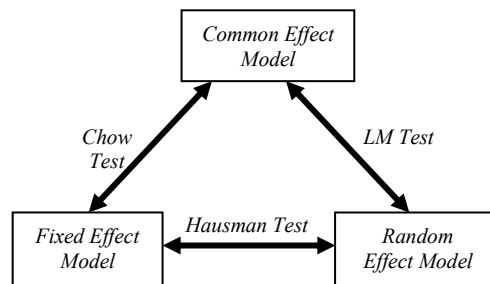 Common Effect
Model
Chow
Test
LM Test
Hausman Test
Fixed Effect
Model
Random
Effect Model